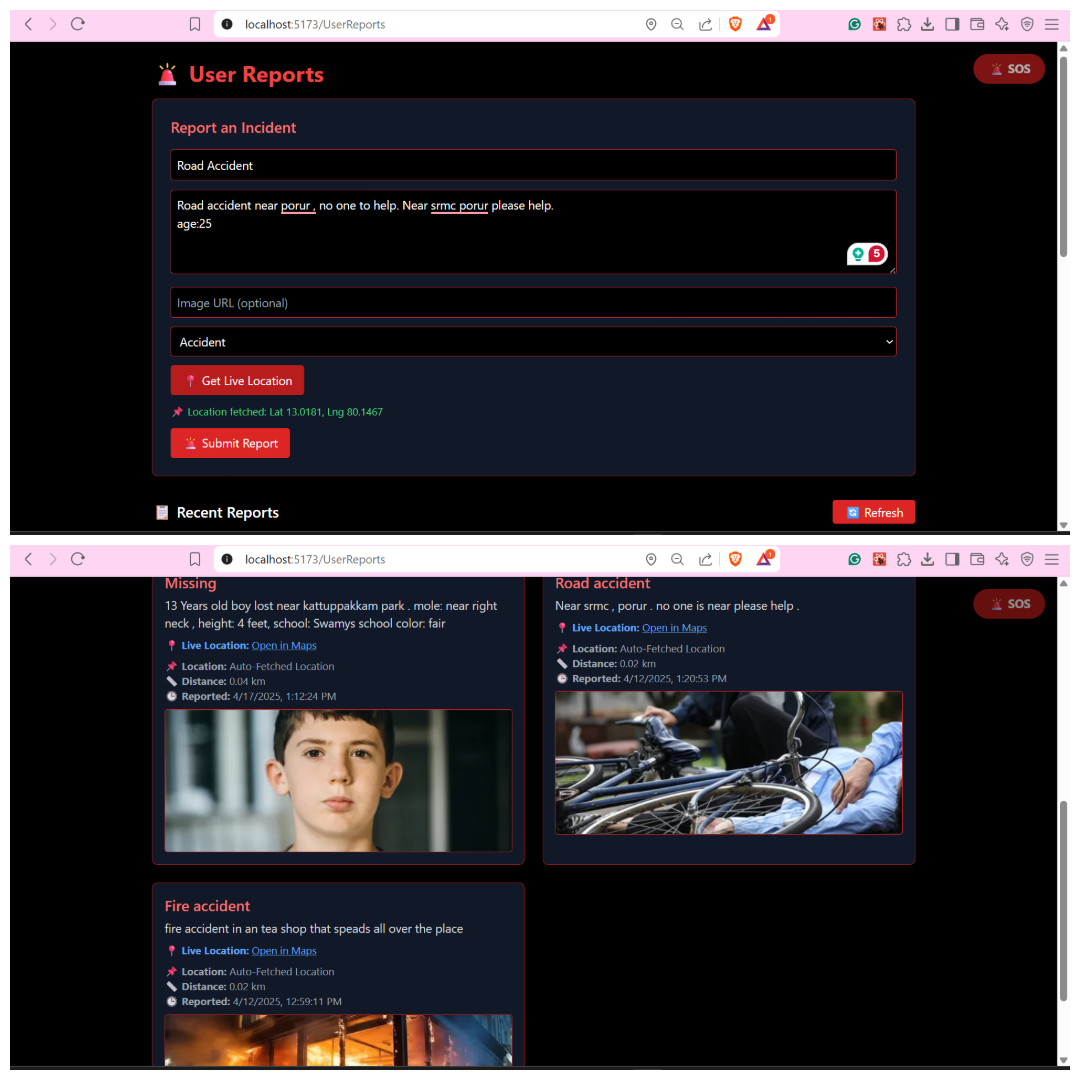 localhost:5173/UserReports
1
User Reports
SOS
Report an Incident
Road Accident
Road accident near porur , no one to help. Near srmc porur please help.
age:25
5
Image URL (optional)
Accident
Get Live Location
Location fetched: Lat 13.0181, Lng 80.1467
Submit Report
Recent Reports
Refresh
localhost:5173/UserReports
1
SOS
Missing
13 Years old boy lost near kattuppakkam park . mole: near right
neck , height: 4 feet, school: Swamys school color: fair
Live Location: Open in Maps
Location: Auto-Fetched Location
Distance: 0.04 km
Reported: 4/17/2025, 1:12:24 PM
Road accident
Near srmc , porur . no one is near please help .
Live Location: Open in Maps
Location: Auto-Fetched Location
Distance: 0.02 km
Reported: 4/12/2025, 1:20:53 PM
Fire accident
fire accident in an tea shop that speads all over the place
Live Location: Open in Maps
Location: Auto-Fetched Location
Distance: 0.02 km
Reported: 4/12/2025, 12:59:11 PM